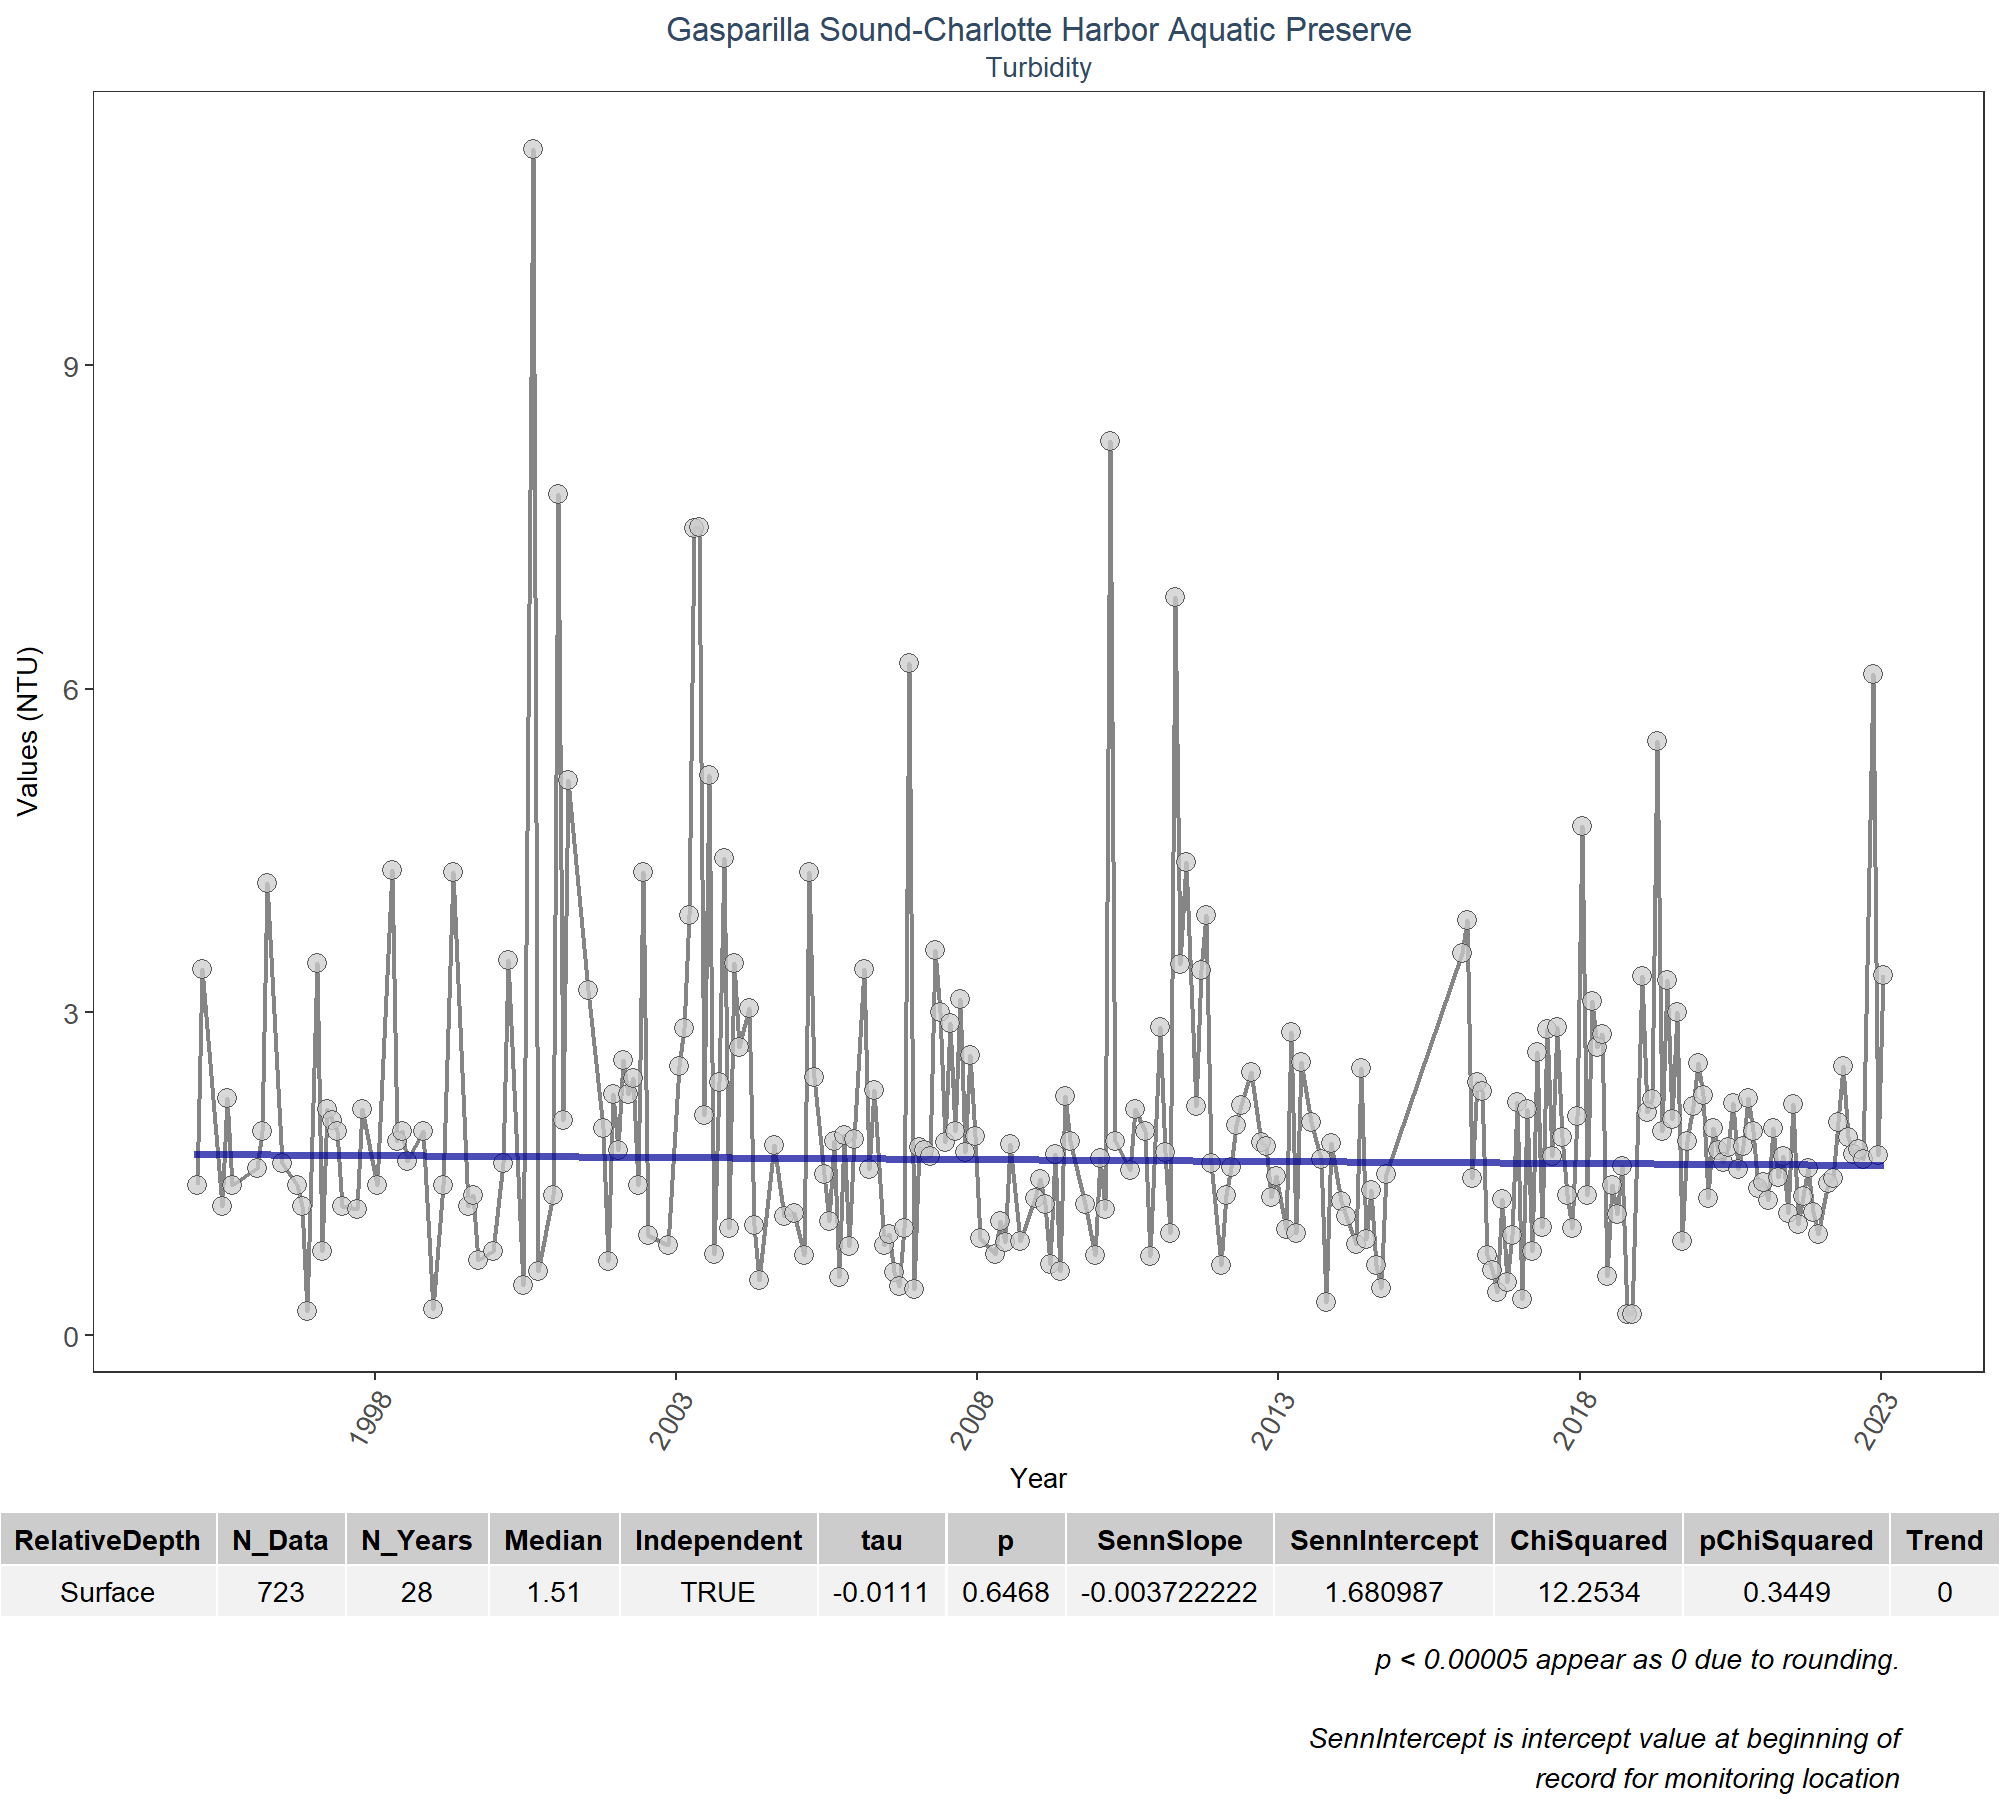 Gasparilla Sound-Charlotte Harbor Aquatic Preserve
Turbidity
Values (NTU)
9
6
3
0
1998 2003 2008 2013 2018 2023
Year
RelativeDepth N_Data N_Years Median Independent tau p SennSlope SennIntercept ChiSquared pChiSquared Trend
Surface 723 28 1.51 TRUE -0.0111 0.6468 -0.003722222 1.680987 12.2534 0.3449 0
p < 0.00005 appear as 0 due to rounding.
SennIntercept is intercept value at beginning of
record for monitoring location